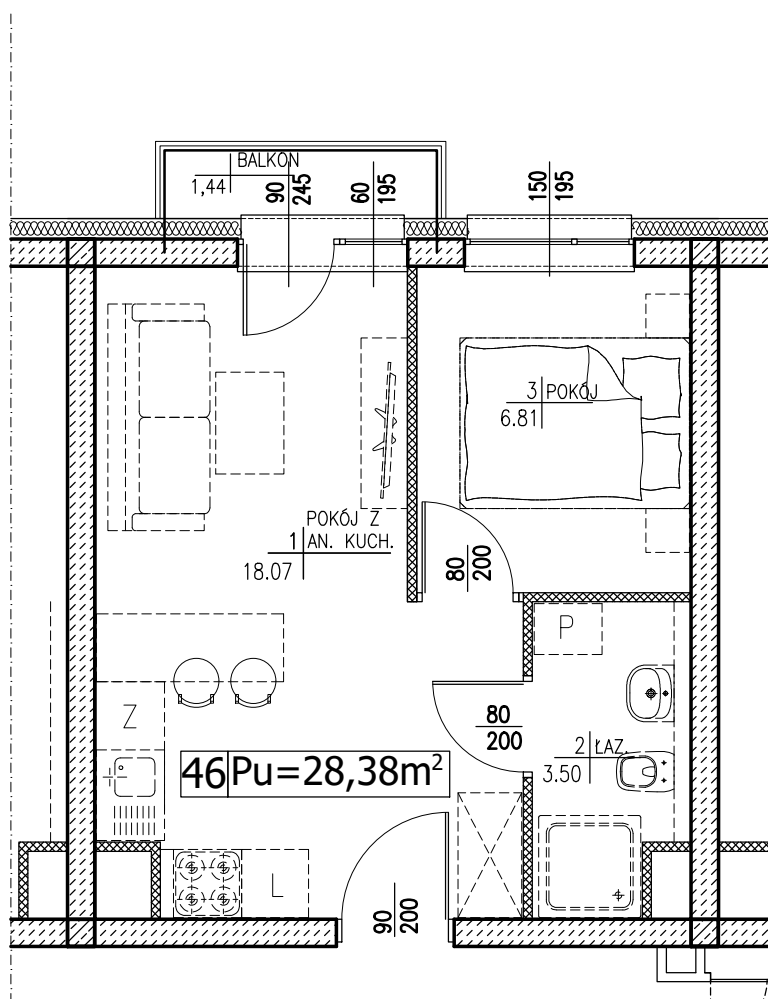 BALKON
1,44
90
245
60
195
150
195
3 POKÓJ
6.81
POKÓJ Z
1 AN. KUCH.
18.07
80
200
P
Z
80
200
2 ŁAZ.
3.50
46 Pu=28,38m²
L
90
200